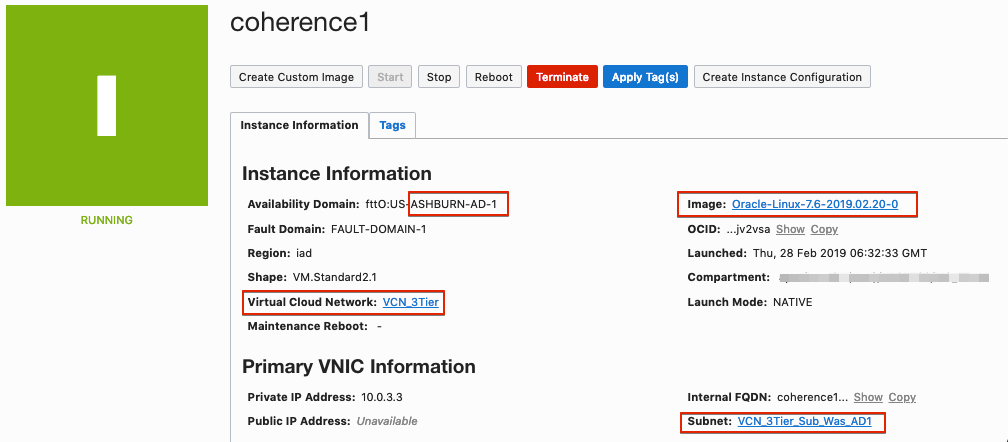 coherence1
Create Custom Image Start Stop Reboot Terminate Apply Tag(s) Create Instance Configuration
Instance Information Tags
RUNNING
Instance Information
Availability Domain: fttO:US-ASHBURN-AD-1
Image: Oracle-Linux-7.6-2019.02.20-0
Fault Domain: FAULT-DOMAIN-1
OCID: ...jv2vsa Show Copy
Region: iad
Launched: Thu, 28 Feb 2019 06:32:33 GMT
Shape: VM.Standard2.1
Compartment:
Virtual Cloud Network: VCN_3Tier
Launch Mode: NATIVE
Maintenance Reboot: -
Primary VNIC Information
Private IP Address: 10.0.3.3
Internal FQDN: coherence1... Show Copy
Public IP Address: Unavailable
Subnet: VCN_3Tier_Sub_Was_AD1